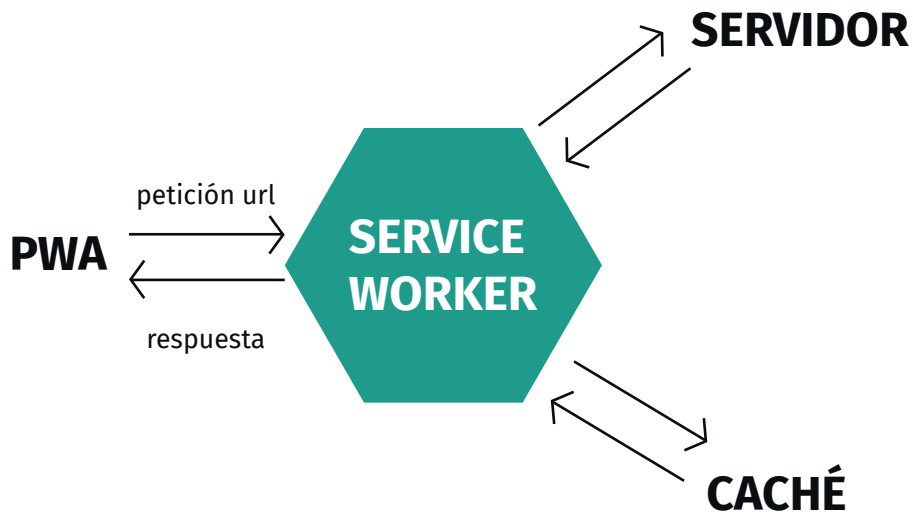 SERVIDOR
petición url
PWA
SERVICE
WORKER
respuesta
CACHÉ